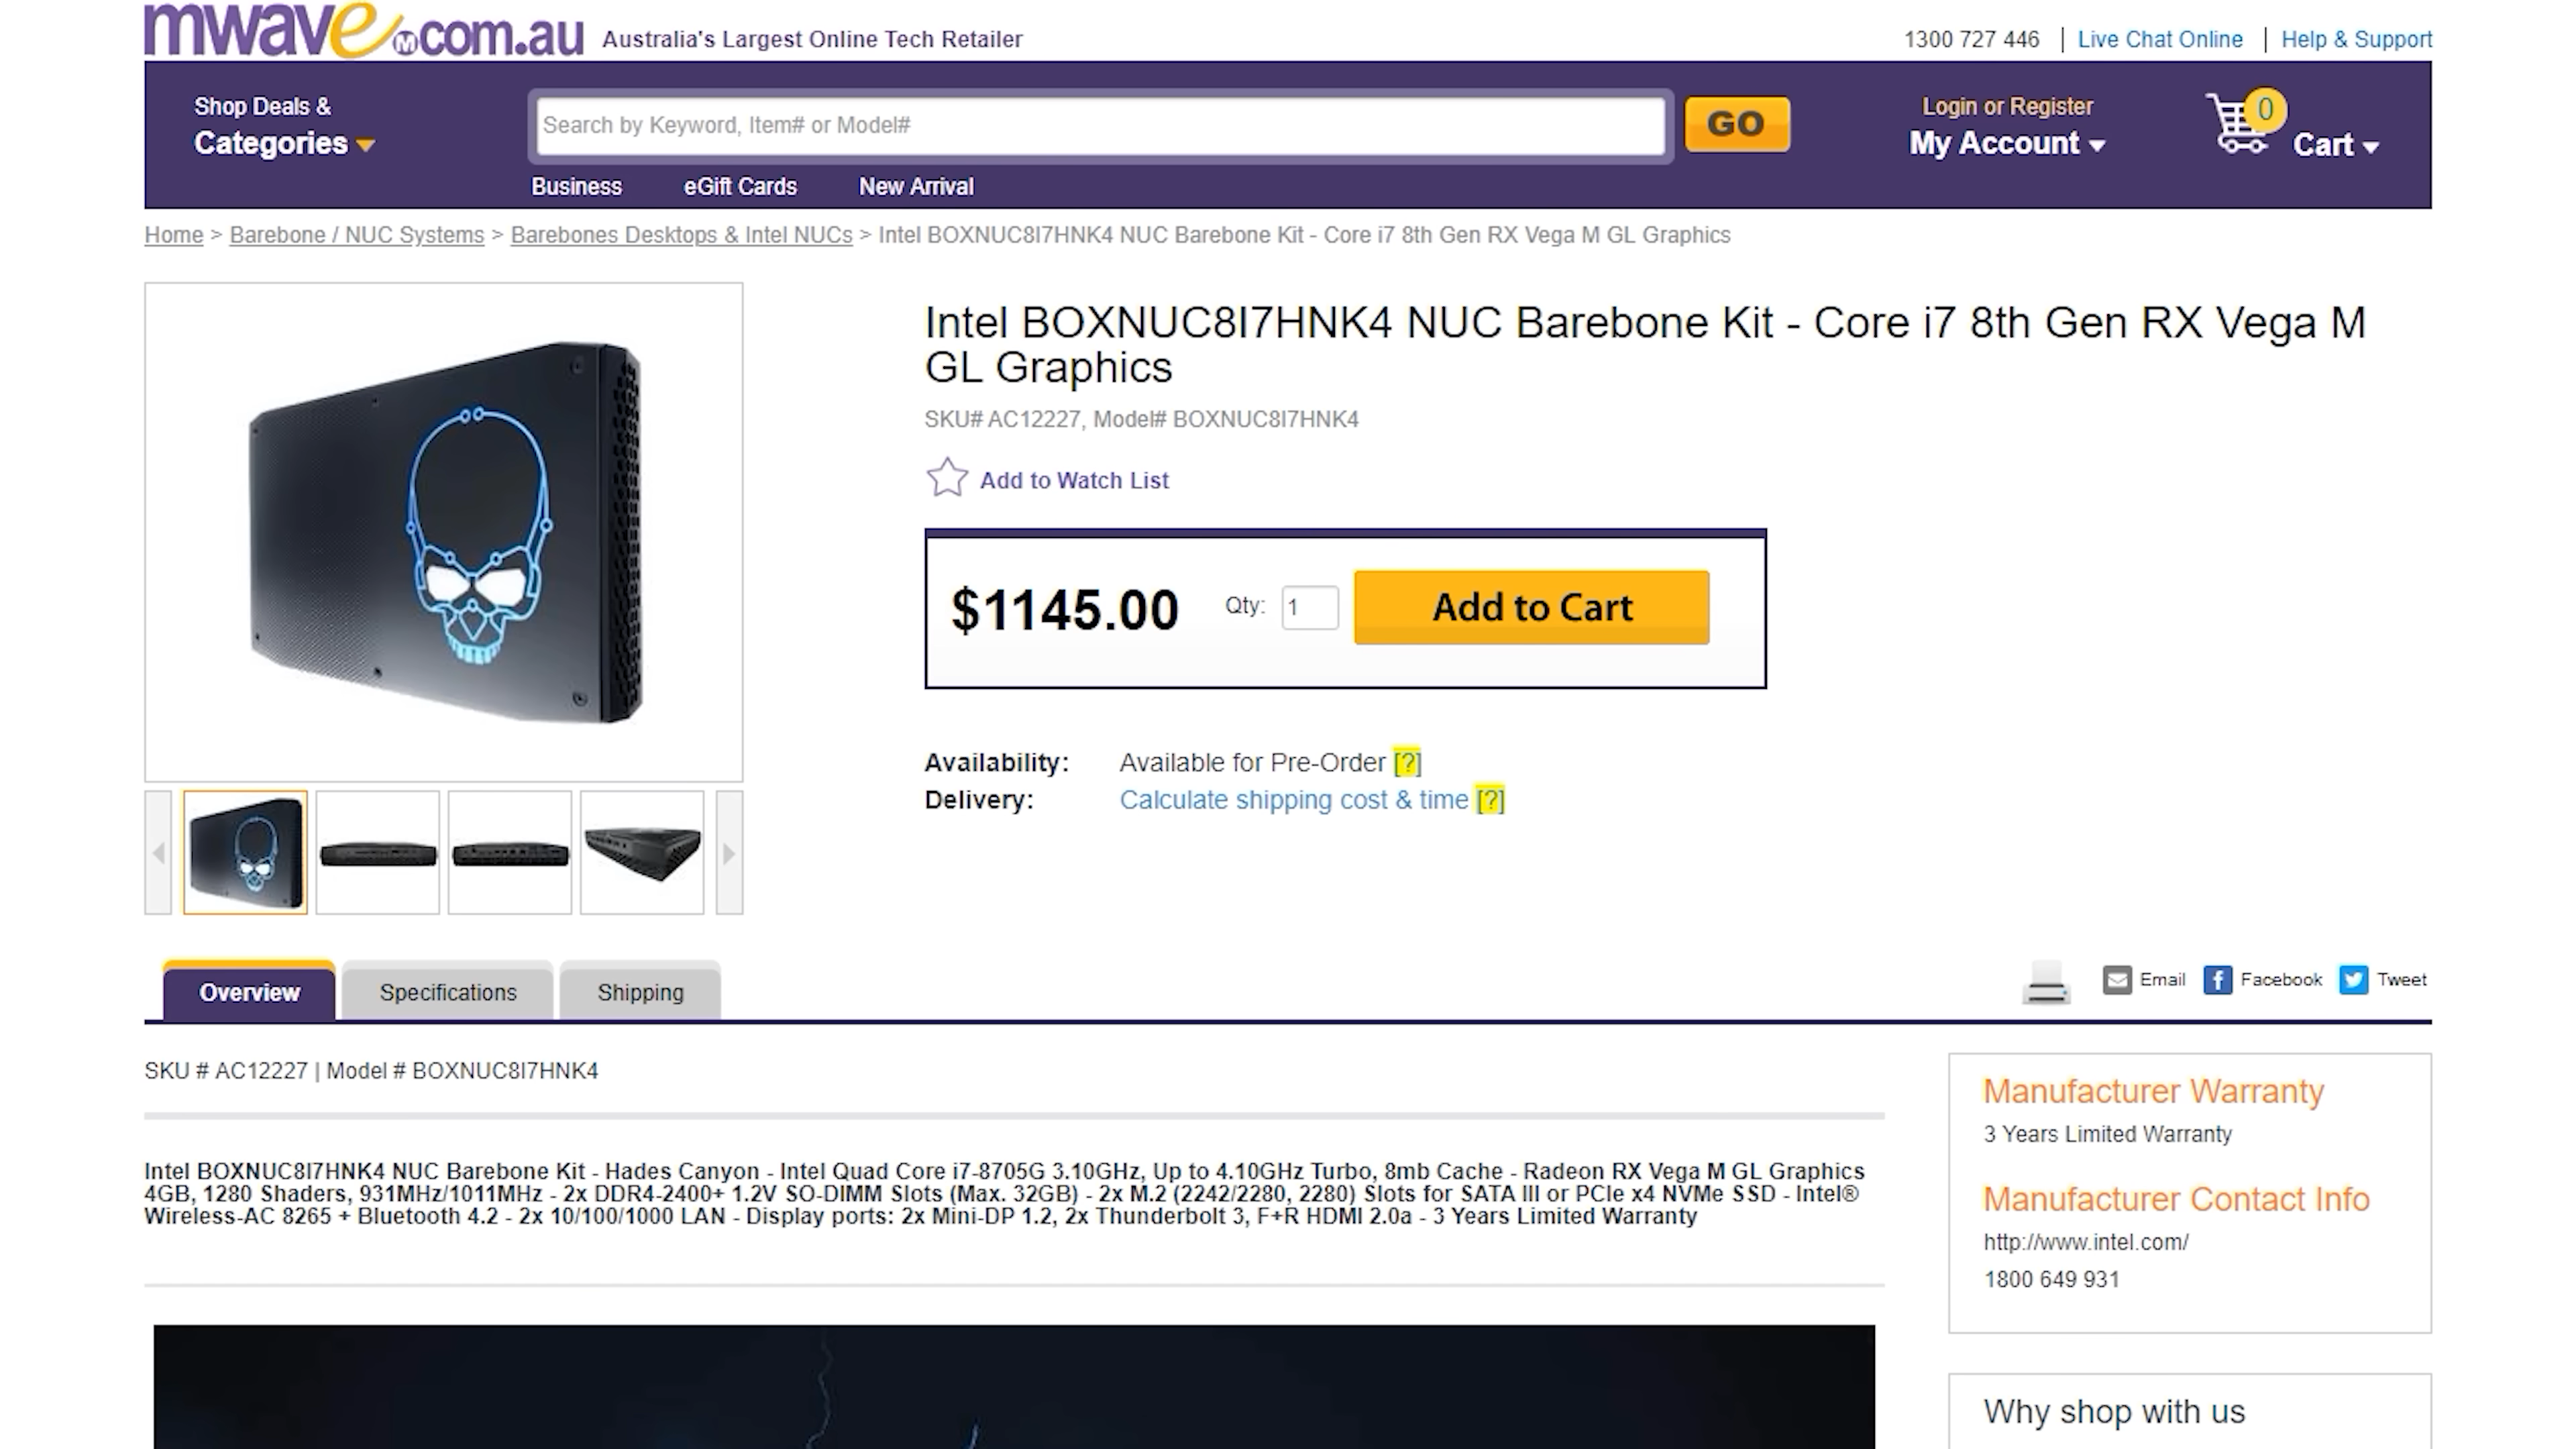 mwave.com.au Australia's Largest Online Tech Retailer
1300 727 446 | Live Chat Online | Help & Support
Shop Deals &
Categories
Search by Keyword, Item# or Model#
GO
Login or Register
My Account
0
Cart
Business eGift Cards New Arrival
Home > Barebone / NUC Systems > Barebones Desktops & Intel NUCs > Intel BOXNUC8I7HNK4 NUC Barebone Kit - Core i7 8th Gen RX Vega M GL Graphics
Intel BOXNUC8I7HNK4 NUC Barebone Kit - Core i7 8th Gen RX Vega M
GL Graphics
SKU# AC12227, Model# BOXNUC8I7HNK4
Add to Watch List
$1145.00 Qty: 1 Add to Cart
Availability: Available for Pre-Order [?]
Delivery: Calculate shipping cost & time [?]
Overview Specifications Shipping
Email Facebook Tweet
SKU # AC12227 | Model # BOXNUC8I7HNK4
Intel BOXNUC8I7HNK4 NUC Barebone Kit - Hades Canyon - Intel Quad Core i7-8705G 3.10GHz, Up to 4.10GHz Turbo, 8mb Cache - Radeon RX Vega M GL Graphics
4GB, 1280 Shaders, 931MHz/1011MHz - 2x DDR4-2400+ 1.2V SO-DIMM Slots (Max. 32GB) - 2x M.2 (2242/2280, 2280) Slots for SATA III or PCIe x4 NVMe SSD - Intel®
Wireless-AC 8265 + Bluetooth 4.2 - 2x 10/100/1000 LAN - Display ports: 2x Mini-DP 1.2, 2x Thunderbolt 3, F+R HDMI 2.0a - 3 Years Limited Warranty
Manufacturer Warranty
3 Years Limited Warranty
Manufacturer Contact Info
http://www.intel.com/
1800 649 931
Why shop with us